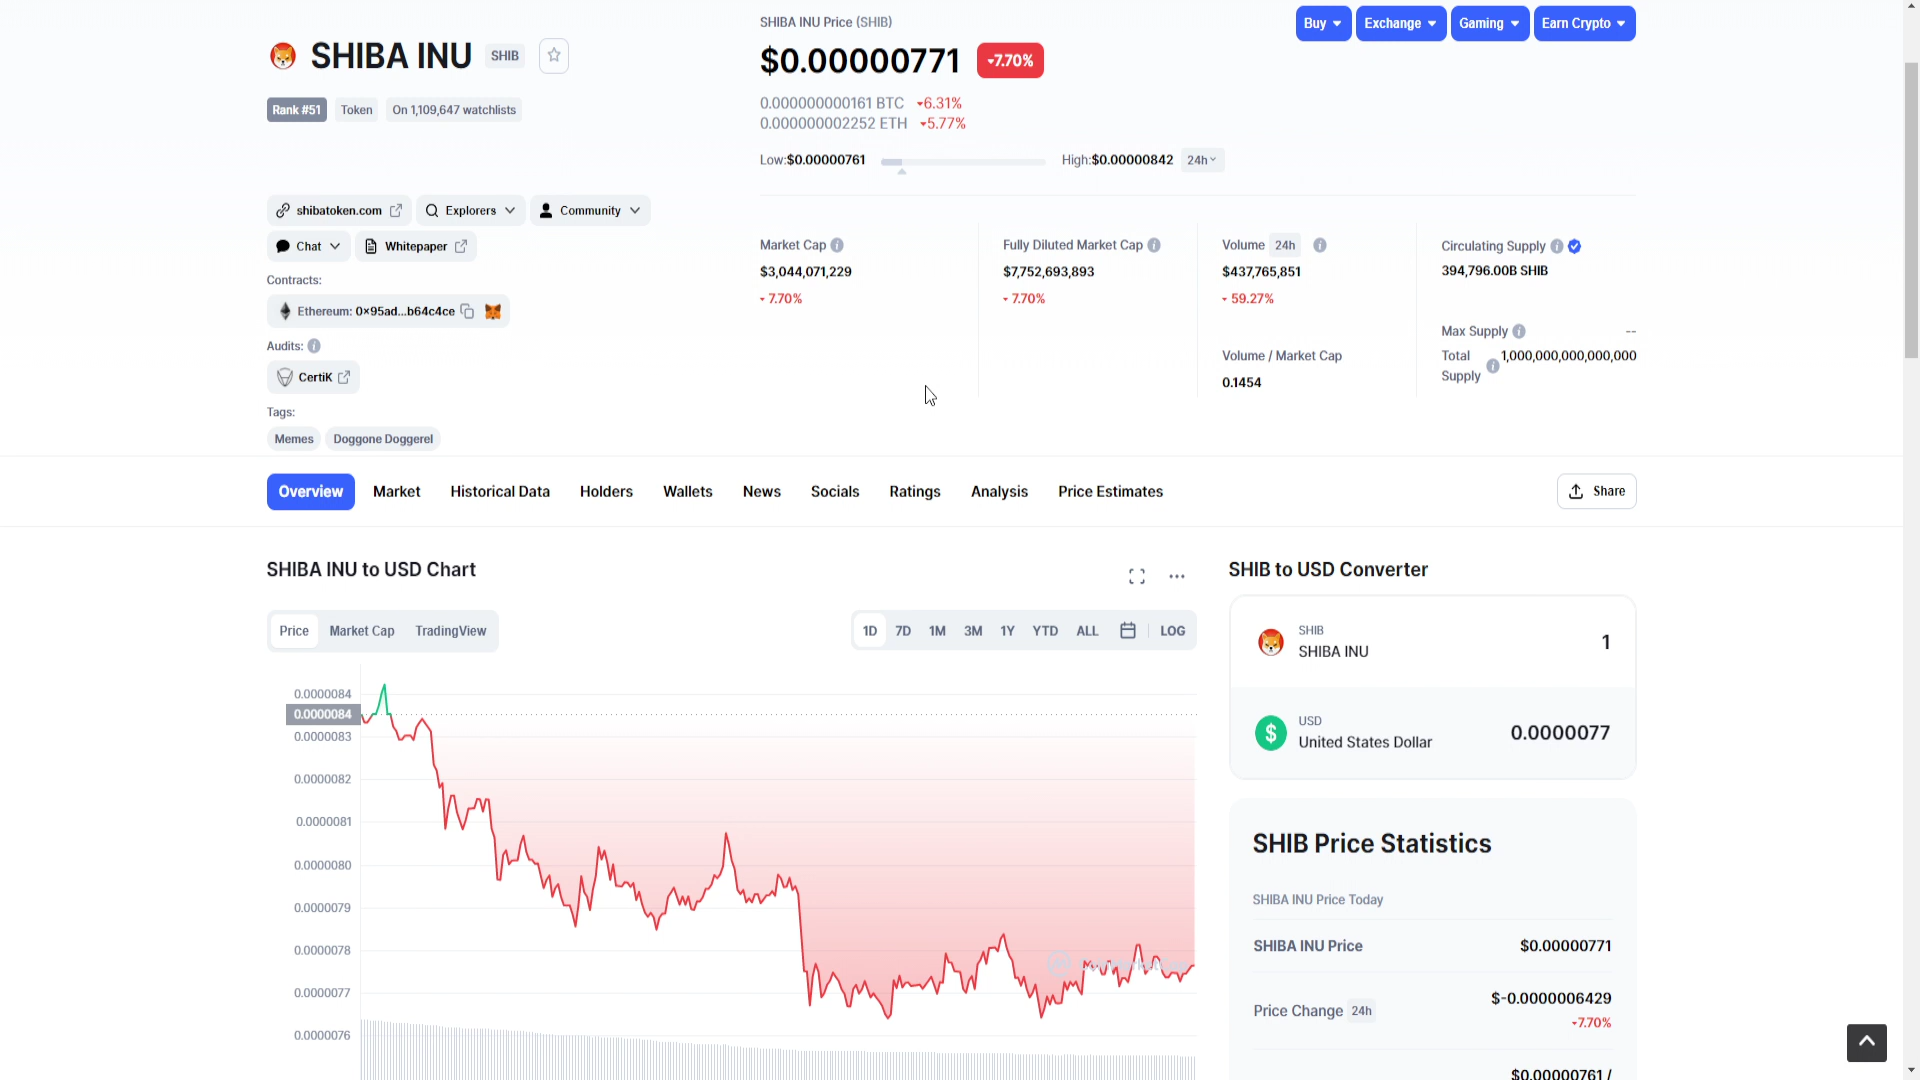 SHIBA INU SHIB
Rank #51 Token On 1,109,647 watchlists
SHIBA INU Price (SHIB)
$0.00000771 7.70%
0.000000000161 BTC 6.31%
0.000000002252 ETH 5.77%
Low:$0.00000761 High:$0.00000842 24h
Buy Exchange Gaming Earn Crypto
shibatoken.com Explorers Community
Chat Whitepaper
Contracts:
Ethereum: 0x95ad...b64c4ce
Audits:
CertiK
Tags:
Memes Doggone Doggerel
Market Cap
$3,044,071,229
7.70%
Fully Diluted Market Cap
$7,752,693,893
7.70%
Volume 24h
$437,765,851
59.27%
Volume / Market Cap
0.1454
Circulating Supply
394,796.00B SHIB
Max Supply --
Total Supply 1,000,000,000,000,000
Overview Market Historical Data Holders Wallets News Socials Ratings Analysis Price Estimates Share
SHIBA INU to USD Chart
Price Market Cap TradingView
1D 7D 1M 3M 1Y YTD ALL LOG
0.0000084
0.0000084
0.0000083
0.0000082
0.0000081
0.0000080
0.0000079
0.0000078
0.0000077
0.0000076
SHIB to USD Converter
SHIB
SHIBA INU 1
USD
United States Dollar 0.0000077
SHIB Price Statistics
SHIBA INU Price Today
SHIBA INU Price $0.00000771
Price Change 24h $-0.0000006429
7.70%
$0.00000761 /